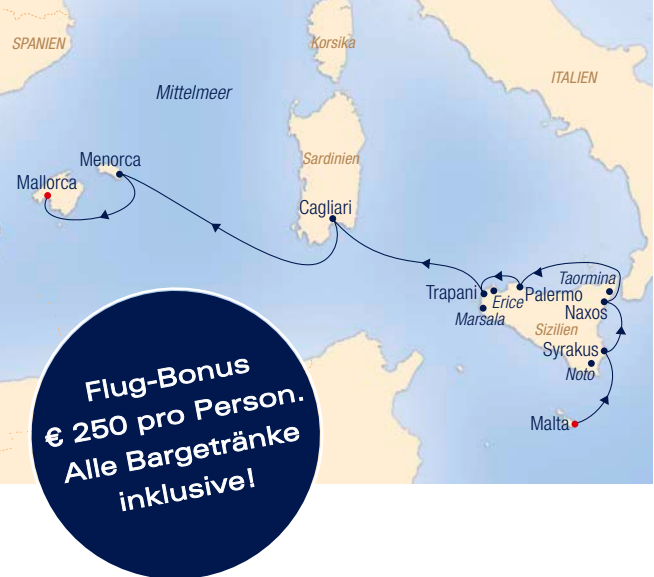 SPANIEN
Korsika
ITALIEN
Mittelmeer
Menorca
Sardinien
Mallorca
Cagliari
Taormina
Trapani
Erice
Palermo
Naxos
Marsala
Sizilien
Syrakus
Noto
Malta
Flug-Bonus
€ 250 pro Person.
Alle Bargetränke
inklusive!